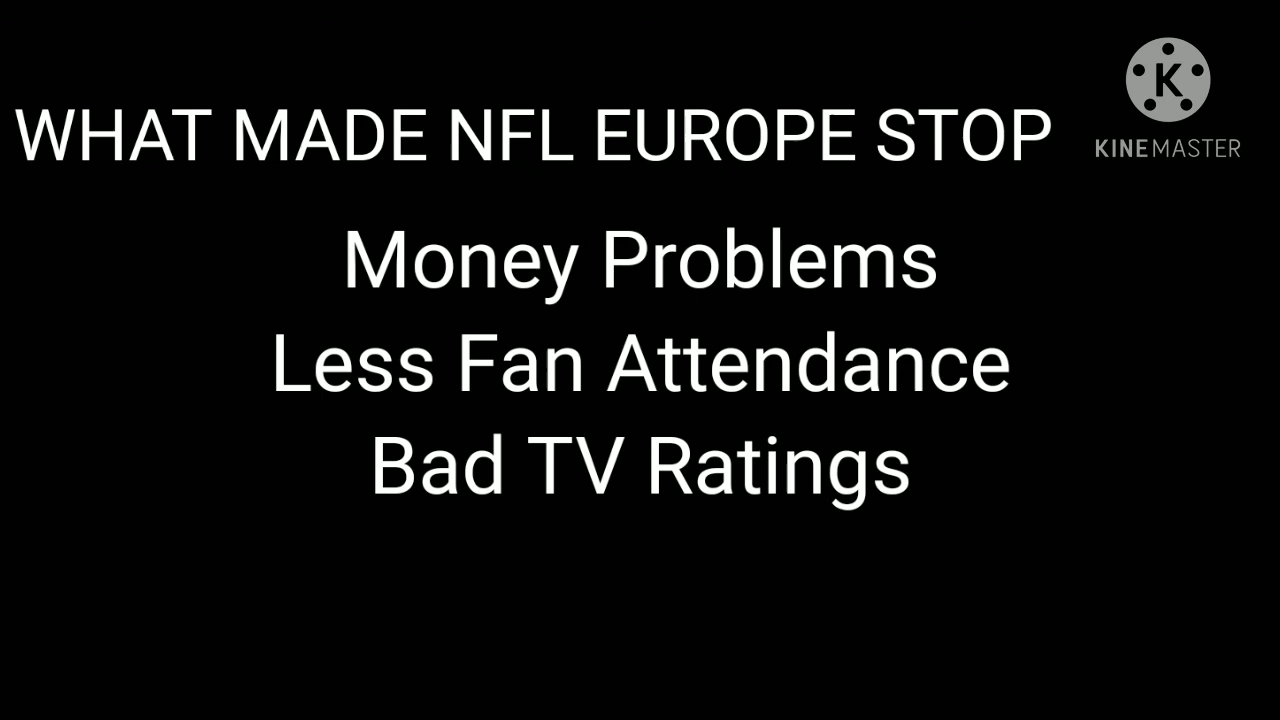 WHAT MADE NFL EUROPE STOP
K
KINEMASTER
Money Problems
Less Fan Attendance
Bad TV Ratings